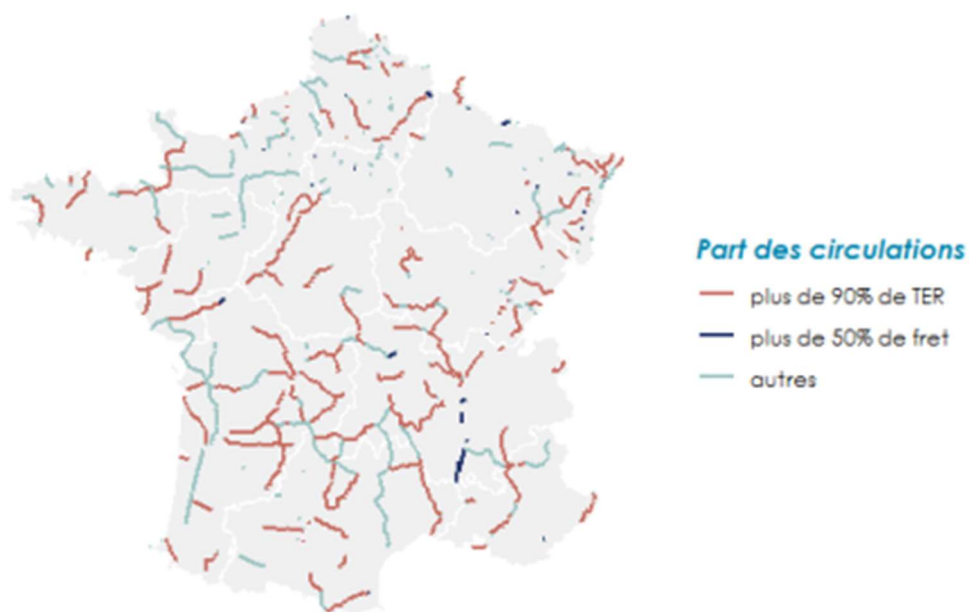 Part des circulations
plus de 90% de TER
plus de 50% de fret
autres